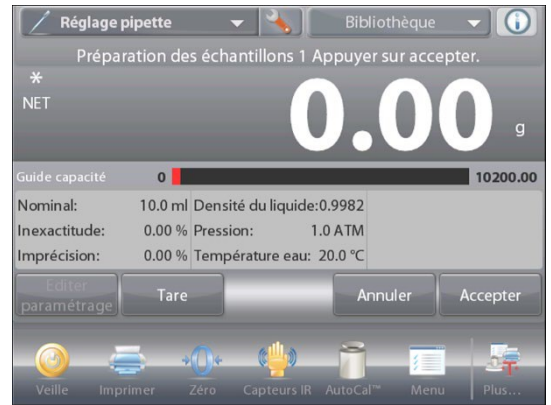 Réglage pipette
Bibliothèque
Préparation des échantillons 1 Appuyer sur accepter.
*
NET
0.00 g
Guide capacité 0 10200.00
Nominal: 10.0 ml Densité du liquide:0.9982
Inexactitude: 0.00 % Pression: 1.0 ATM
Imprécision: 0.00 % Température eau: 20.0 °C
Editer
paramétrage
Tare
Annuler
Accepter
Veille Imprimer Zéro Capteurs IR AutoCal™ Menu Plus...